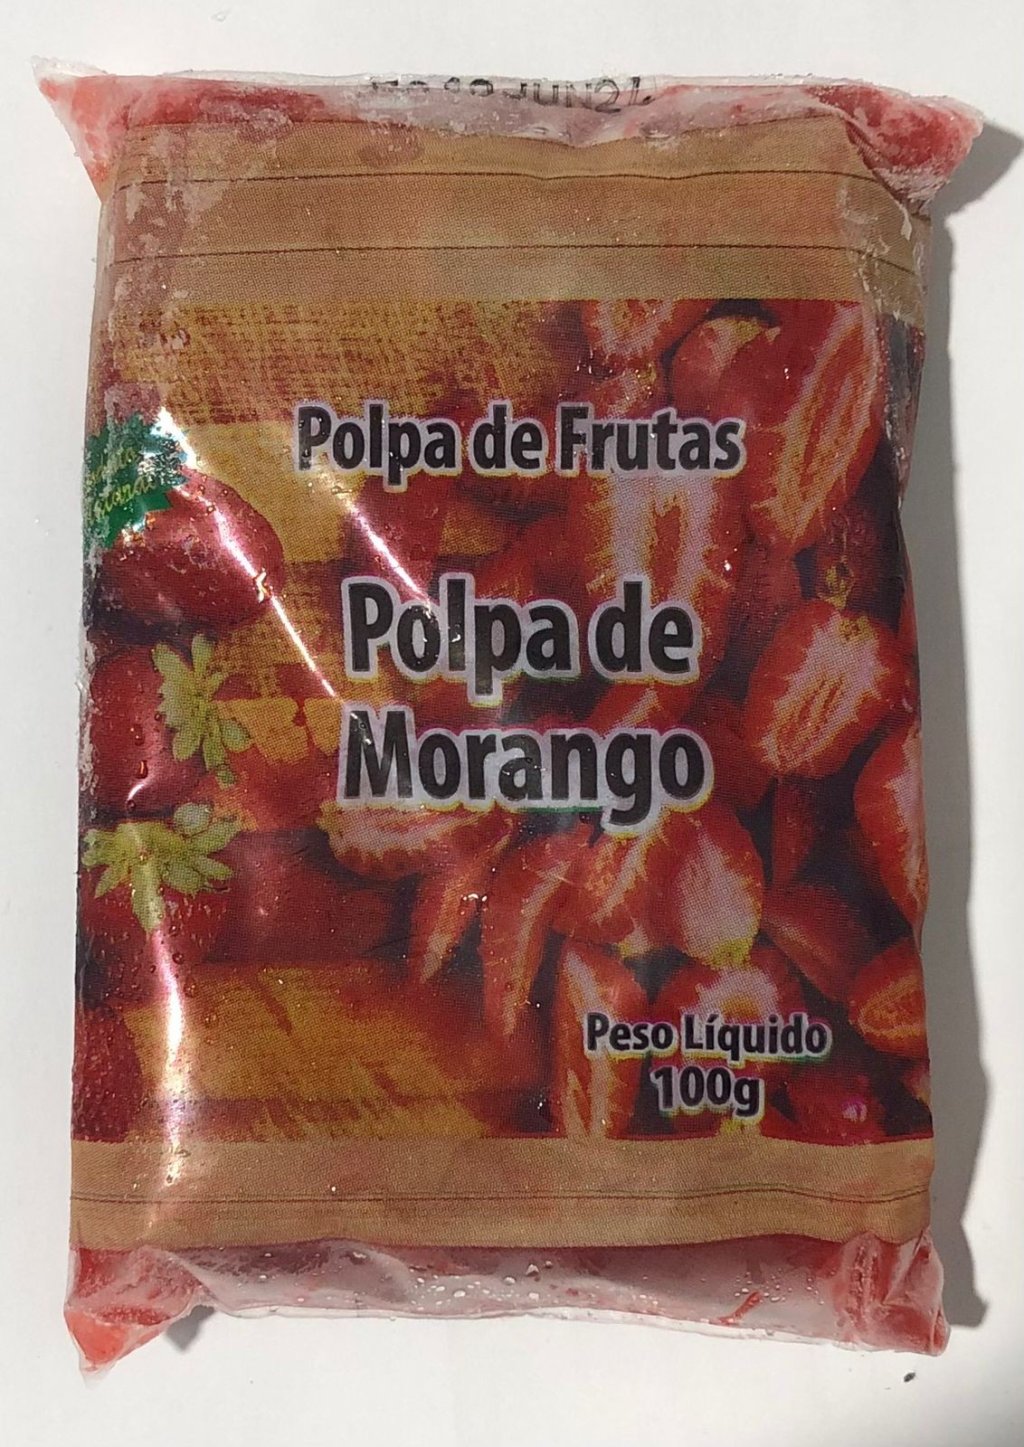 Polpa de Frutas
Polpa de
Morango
Peso Líquido
100g